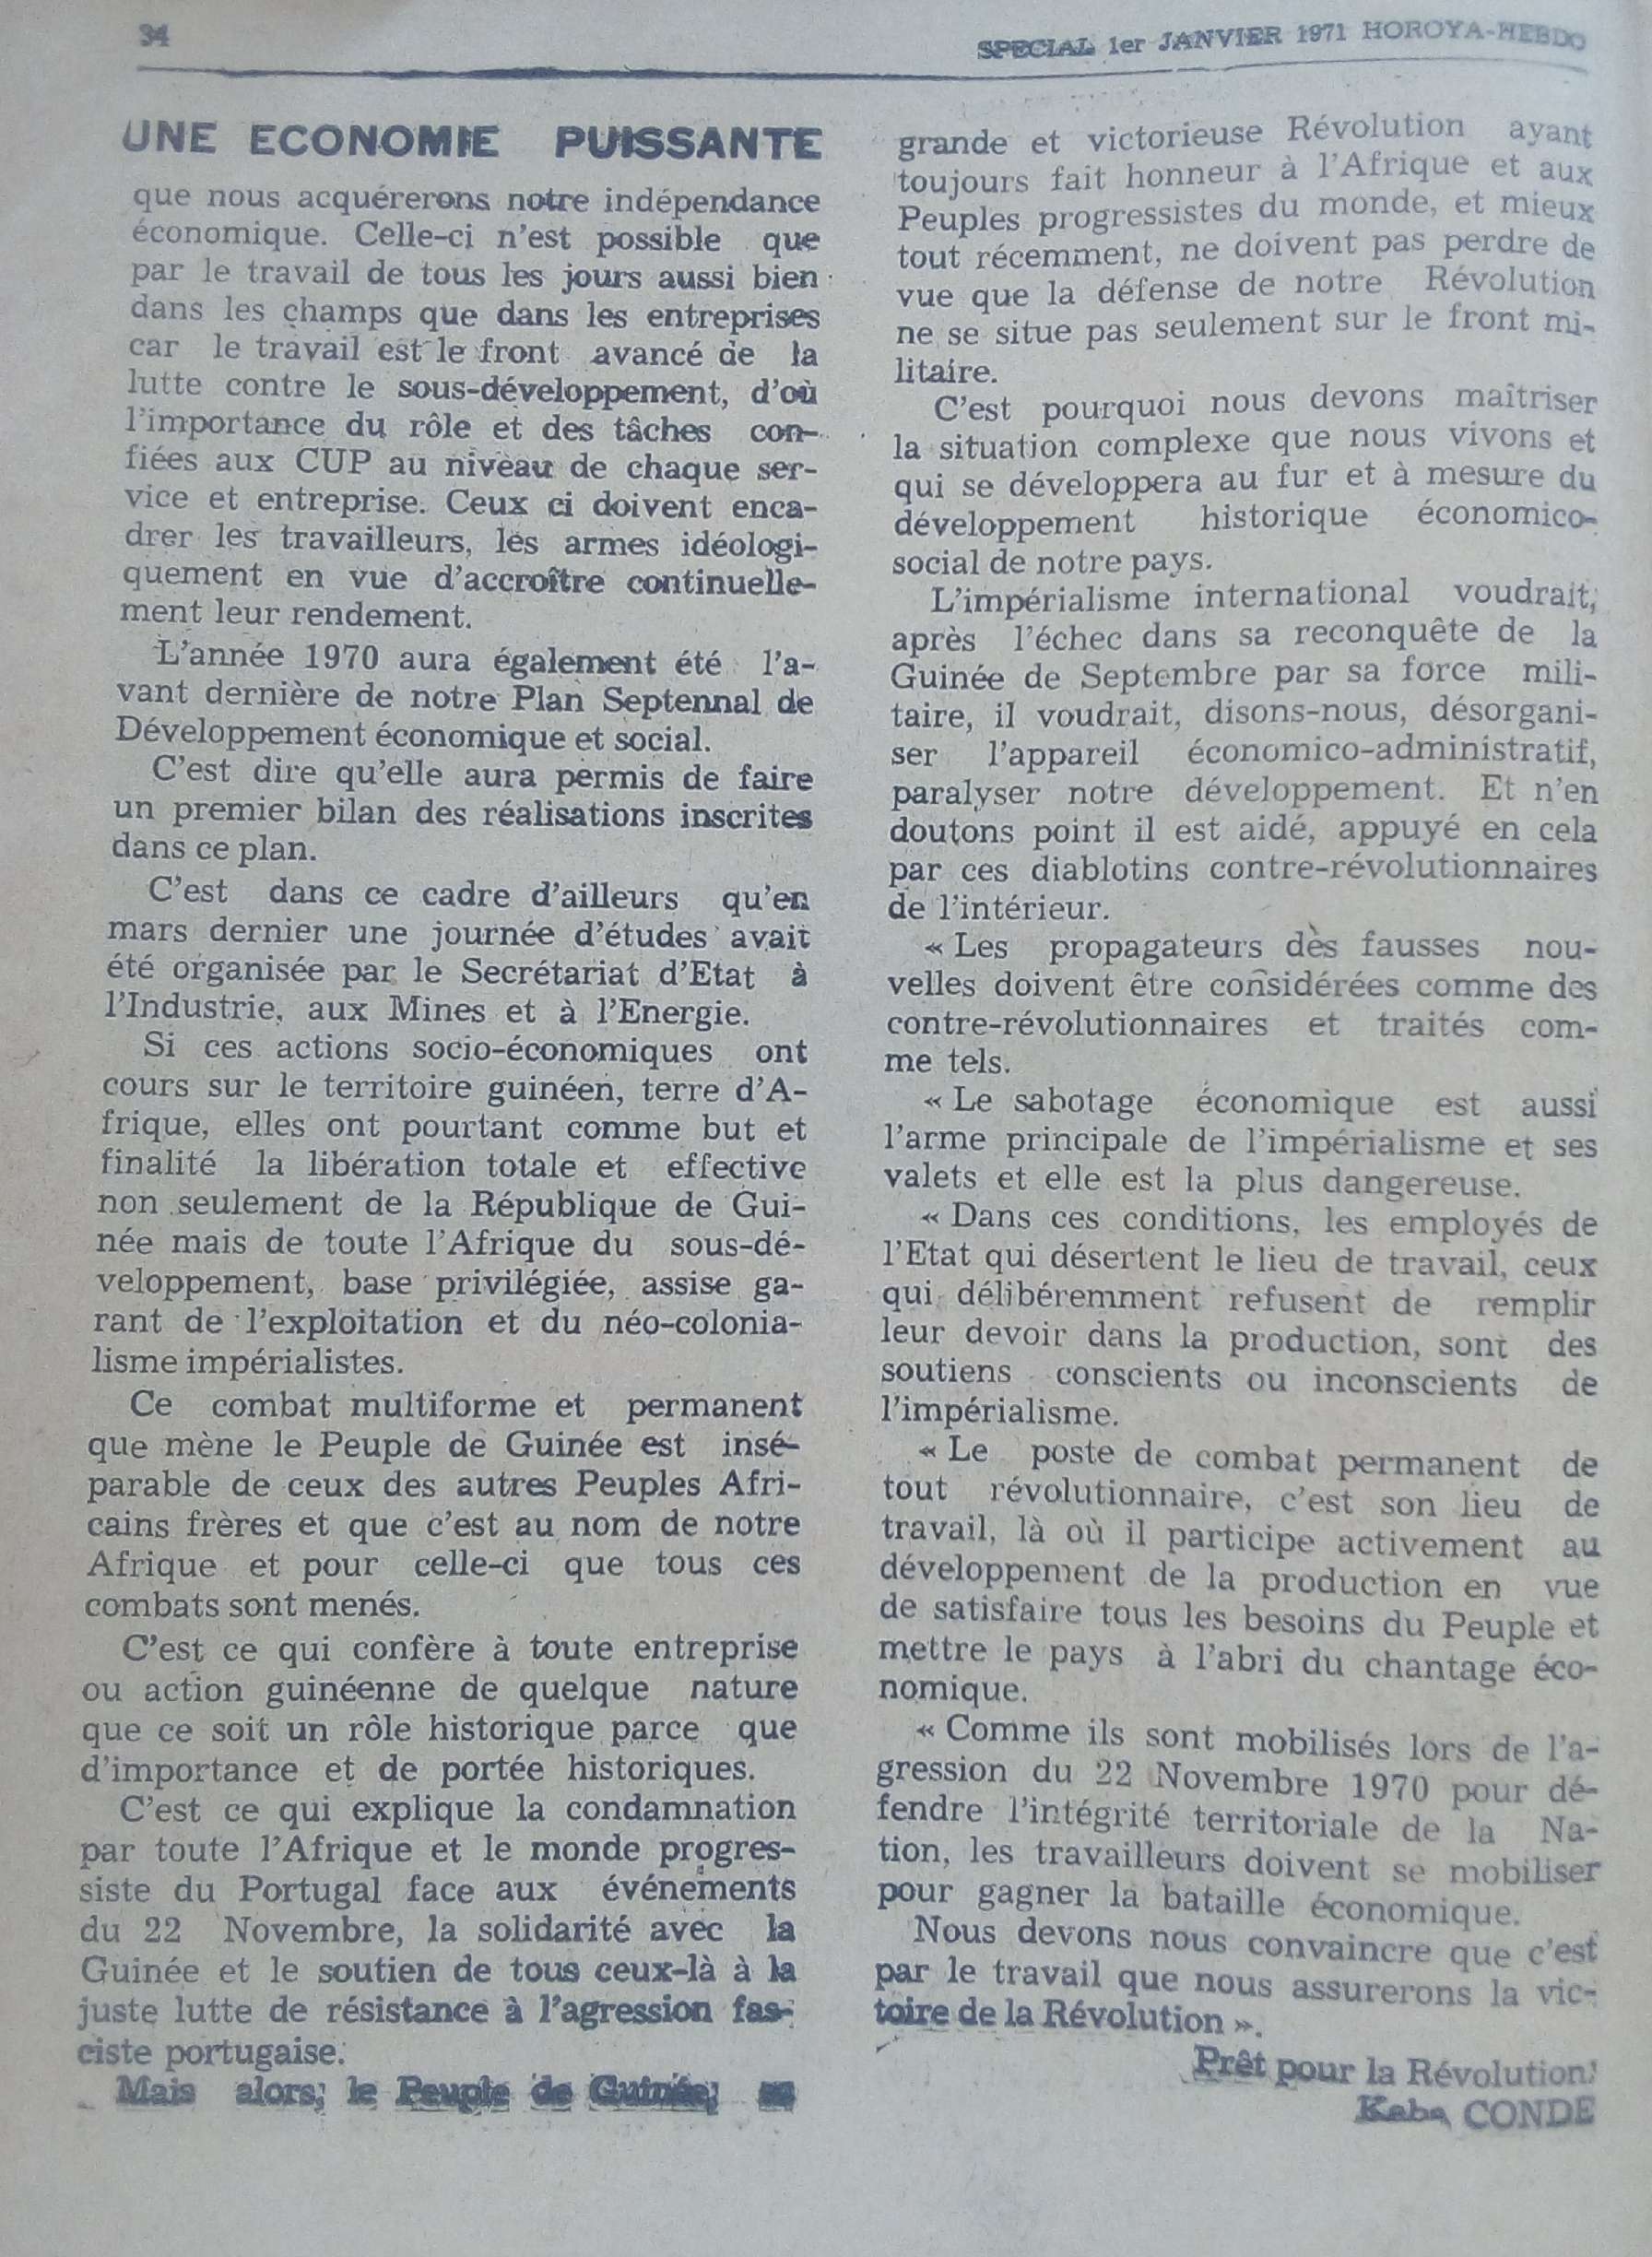 34
SPECIAL 1er JANVIER 1971 HOROYA-HEBDO
UNE ECONOMIE PUISSANTE
que nous acquérerons notre indépendance
économique. Celle-ci n'est possible que
par le travail de tous les jours aussi bien
dans les champs que dans les entreprises
car le travail est le front avancé de la
lutte contre le sous-développement, d'où
l'importance du rôle et des tâches con-
fiées aux CUP au niveau de chaque ser-
vice et entreprise. Ceux ci doivent enca-
drer les travailleurs, les armes idéologi-
quement en vue d'accroître continuelle-
ment leur rendement.
L'année 1970 aura également été l'a-
vant dernière de notre Plan Septennal de
Développement économique et social.
C'est dire qu'elle aura permis de faire
un premier bilan des réalisations inscrites
dans ce plan.
C'est dans ce cadre d'ailleurs qu'en
mars dernier une journée d'études avait
été organisée par le Secrétariat d'Etat à
l'Industrie, aux Mines et à l'Energie.
Si ces actions socio-économiques ont
cours sur le territoire guinéen, terre d'A-
frique, elles ont pourtant comme but et
finalité la libération totale et effective
non seulement de la République de Gui-
née mais de toute l'Afrique du sous-dé-
veloppement, base privilégiée, assise ga-
rant de l'exploitation et du néo-colonia-
lisme impérialistes.
Ce combat multiforme et permanent
que mène le Peuple de Guinée est insé-
parable de ceux des autres Peuples Afri-
cains frères et que c'est au nom de notre
Afrique et pour celle-ci que tous ces
combats sont menés.
C'est ce qui confère à toute entreprise
ou action guinéenne de quelque nature
que ce soit un rôle historique parce que
d'importance et de portée historiques.
C'est ce qui explique la condamnation
par toute l'Afrique et le monde progres-
siste du Portugal face aux événements
du 22 Novembre, la solidarité avec la
Guinée et le soutien de tous ceux-là à la
juste lutte de résistance à l'agression fas-
ciste portugaise.
Mais alors, le Peuple de Guinée, sa
grande et victorieuse Révolution ayant
toujours fait honneur à l'Afrique et aux
Peuples progressistes du monde, et mieux
tout récemment, ne doivent pas perdre de
vue que la défense de notre Révolution
ne se situe pas seulement sur le front mi-
litaire.
C'est pourquoi nous devons maîtriser
la situation complexe que nous vivons et
qui se développera au fur et à mesure du
développement historique économico-
social de notre pays.
L'impérialisme international voudrait,
après l'échec dans sa reconquête de la
Guinée de Septembre par sa force mili-
taire, il voudrait, disons-nous, désorgani-
ser l'appareil économico-administratif,
paralyser notre développement. Et n'en
doutons point il est aidé, appuyé en cela
par ces diablotins contre-révolutionnaires
de l'intérieur.
« Les propagateurs dès fausses nou-
velles doivent être considérées comme des
contre-révolutionnaires et traités com-
me tels.
« Le sabotage économique est aussi
l'arme principale de l'impérialisme et ses
valets et elle est la plus dangereuse.
« Dans ces conditions, les employés de
l'Etat qui désertent le lieu de travail, ceux
qui délibéremment refusent de remplir
leur devoir dans la production, sont des
soutiens conscients ou inconscients de
l'impérialisme.
« Le poste de combat permanent de
tout révolutionnaire, c'est son lieu de
travail, là où il participe activement au
développement de la production en vue
de satisfaire tous les besoins du Peuple et
mettre le pays à l'abri du chantage éco-
nomique.
« Comme ils sont mobilisés lors de l'a-
gression du 22 Novembre 1970 pour dé-
fendre l'intégrité territoriale de la Na-
tion, les travailleurs doivent se mobiliser
pour gagner la bataille économique.
Nous devons nous convaincre que c'est
par le travail que nous assurerons la vic-
toire de la Révolution ».
Prêt pour la Révolution!
Kaba CONDE